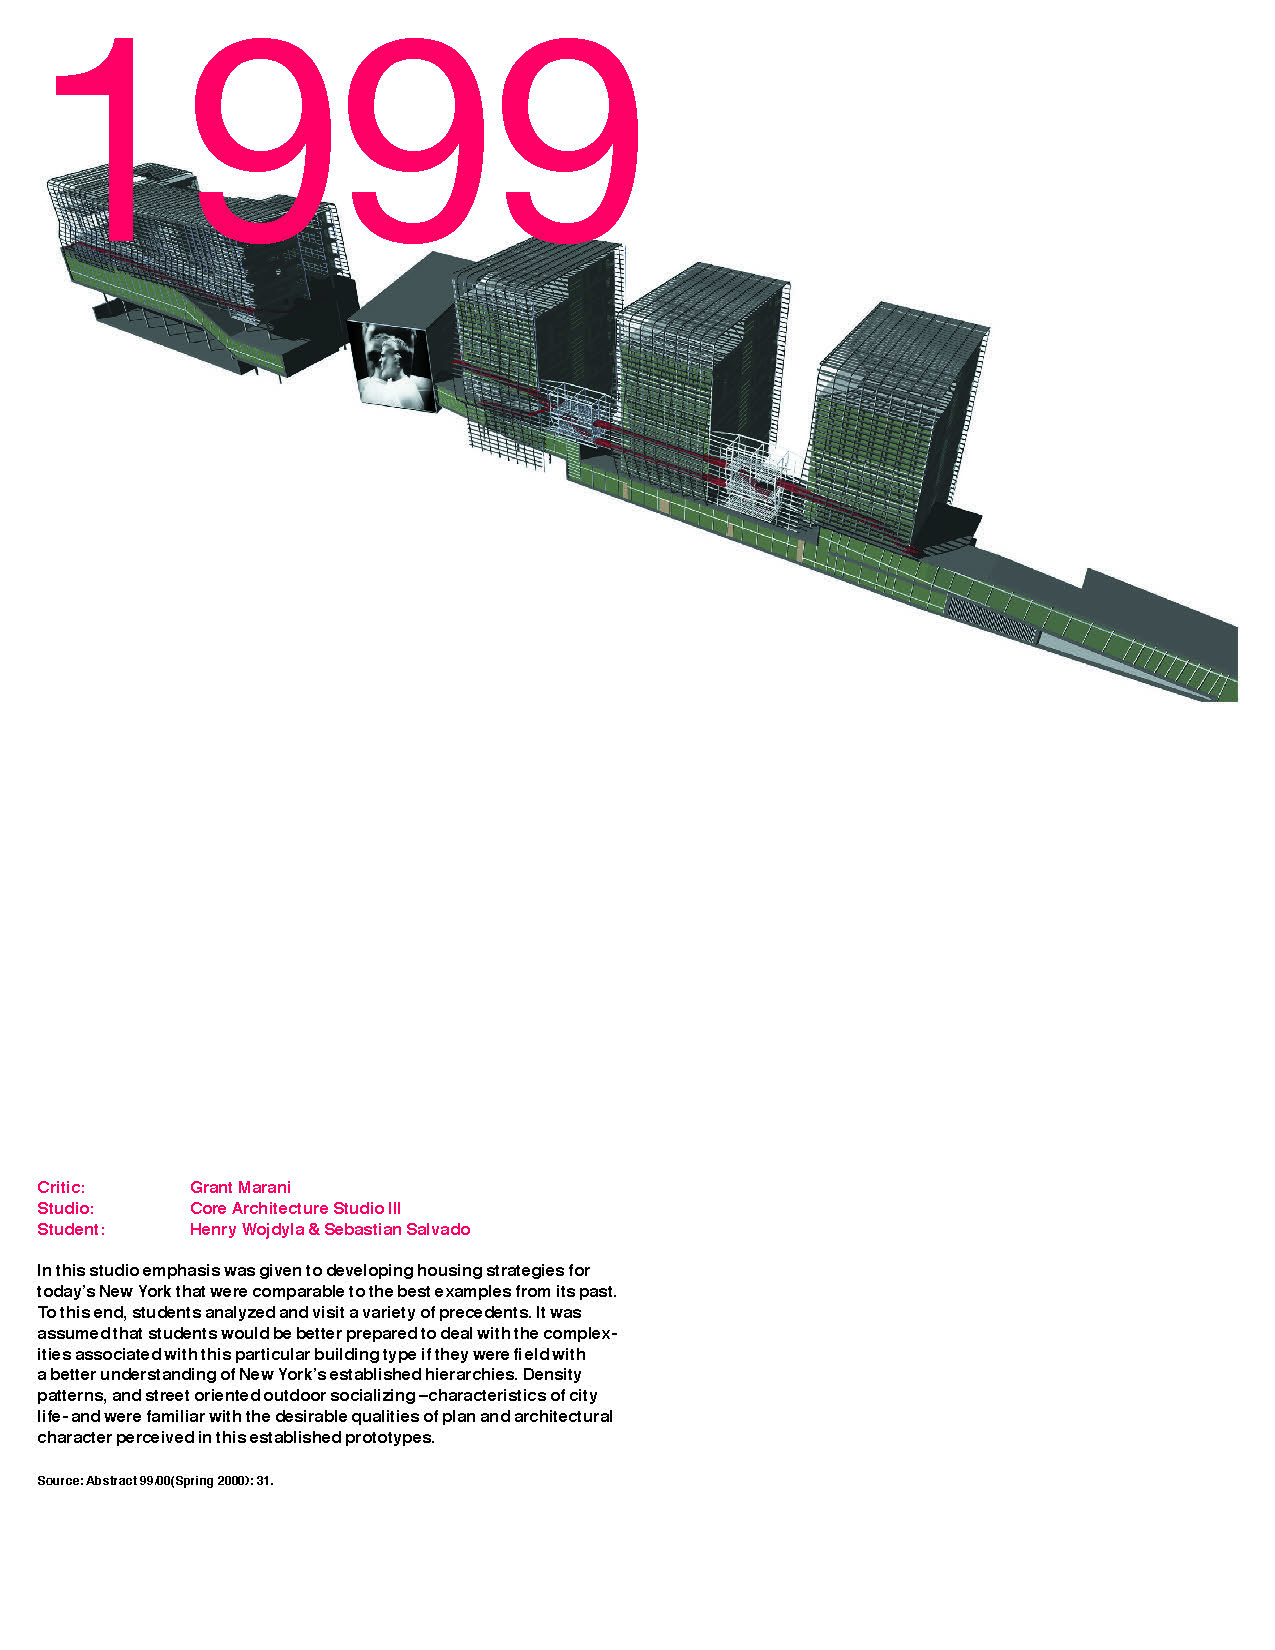 1999
Critic: Grant Marani
Studio: Core Architecture Studio III
Student: Henry Wojdyla & Sebastian Salvado
In this studio emphasis was given to developing housing strategies for
today's New York that were comparable to the best examples from its past.
To this end, students analyzed and visit a variety of precedents. It was
assumed that students would be better prepared to deal with the complex-
ities associated with this particular building type if they were field with
a better understanding of New York's established hierarchies. Density
patterns, and street oriented outdoor socializing –characteristics of city
life- and were familiar with the desirable qualities of plan and architectural
character perceived in this established prototypes.
Source: Abstract 99/00(Spring 2000): 31.